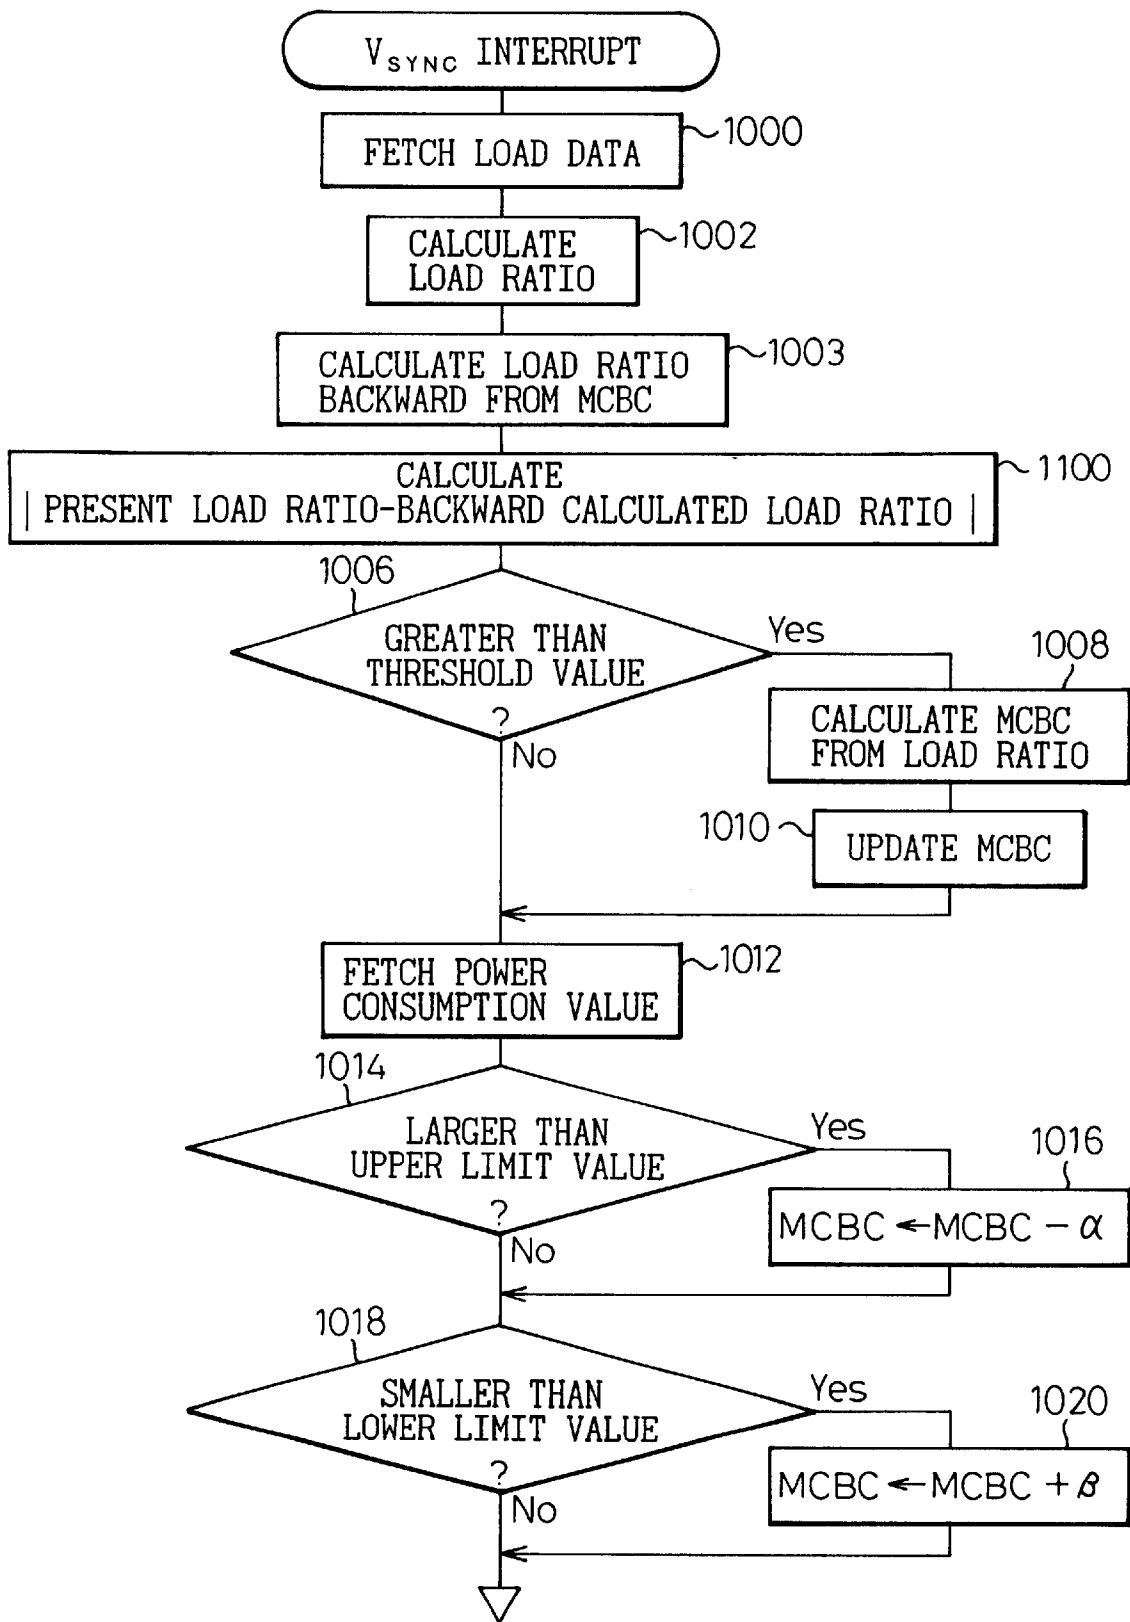 VSYNC INTERRUPT
FETCH LOAD DATA
1000
CALCULATE
LOAD RATIO
1002
CALCULATE LOAD RATIO
BACKWARD FROM MCBC
1003
CALCULATE
| PRESENT LOAD RATIO-BACKWARD CALCULATED LOAD RATIO |
1100
1006
GREATER THAN
THRESHOLD VALUE
?
Yes
No
1008
CALCULATE MCBC
FROM LOAD RATIO
1010
UPDATE MCBC
FETCH POWER
CONSUMPTION VALUE
1012
1014
LARGER THAN
UPPER LIMIT VALUE
?
Yes
No
1016
MCBC ← MCBC − α
1018
SMALLER THAN
LOWER LIMIT VALUE
?
Yes
No
1020
MCBC ← MCBC + β